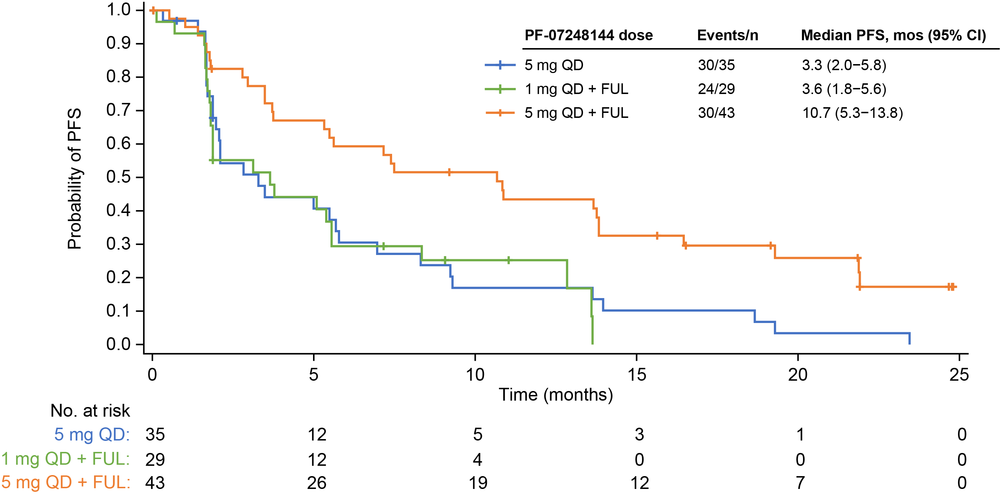 1.0
0.9
0.8
0.7
0.6
0.5
0.4
0.3
0.2
0.1
0.0
Probability of PFS
PF-07248144 dose Events/n Median PFS, mos (95% CI)
5 mg QD 30/35 3.3 (2.0−5.8)
1 mg QD + FUL 24/29 3.6 (1.8−5.6)
5 mg QD + FUL 30/43 10.7 (5.3−13.8)
0 5 10 15 20 25
Time (months)
No. at risk
5 mg QD: 35 12 5 3 1 0
1 mg QD + FUL: 29 12 4 0 0 0
5 mg QD + FUL: 43 26 19 12 7 0